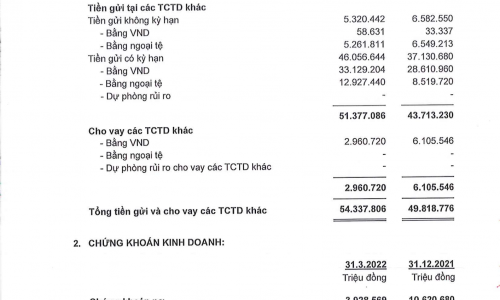 Tiền gửi tại các TCTD khác
Tiền gửi không kỳ hạn 5.320.442 6.582.550
- Bằng VND 58.631 33.337
- Bằng ngoại tệ 5.261.811 6.549.213
Tiền gửi có kỳ hạn 46.056.644 37.130.680
- Bằng VND 33.129.204 28.610.960
- Bằng ngoại tệ 12.927.440 8.519.720
- Dự phòng rủi ro - -
51.377.086 43.713.230
Cho vay các TCTD khác
- Bằng VND 2.960.720 6.105.546
- Bằng ngoại tệ - -
- Dự phòng rủi ro cho vay các TCTD khác - -
2.960.720 6.105.546
Tổng tiền gửi và cho vay các TCTD khác 54.337.806 49.818.776
2. CHỨNG KHOÁN KINH DOANH:
31.3.2022 31.12.2021
Triệu đồng Triệu đồng